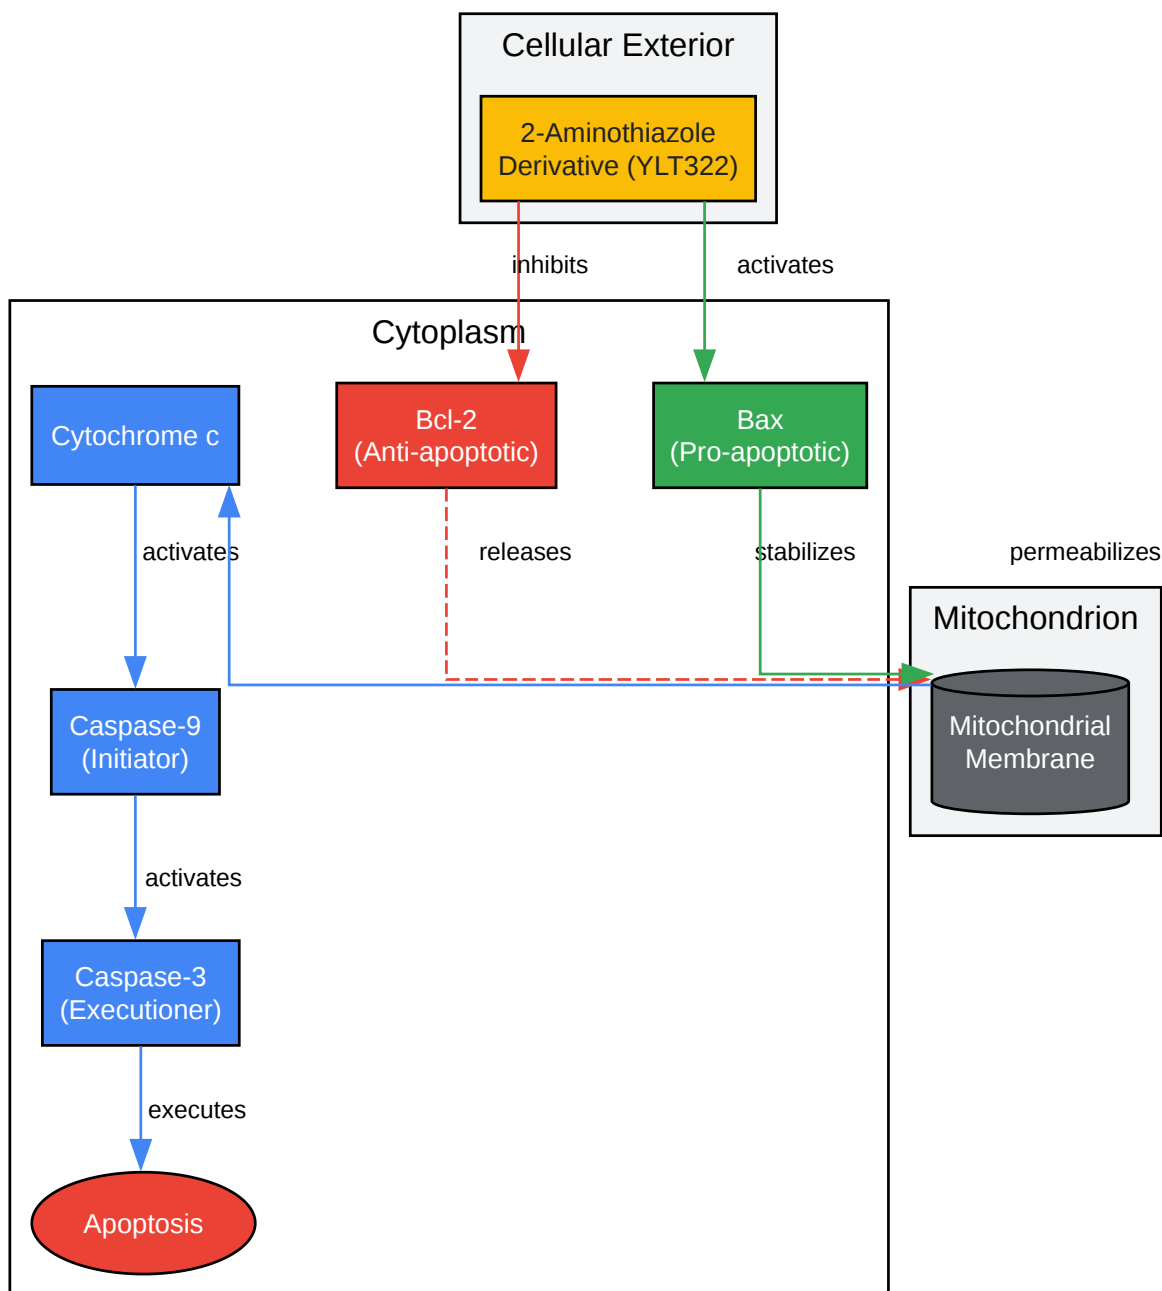 Cellular Exterior
2-Aminothiazole
Derivative (YLT322)
inhibits
activates
Cytoplasm
Cytochrome c
Bcl-2
(Anti-apoptotic)
Bax
(Pro-apoptotic)
activates
releases
stabilizes
permeabilizes
Mitochondrion
Caspase-9
(Initiator)
Mitochondrial
Membrane
activates
Caspase-3
(Executioner)
executes
Apoptosis